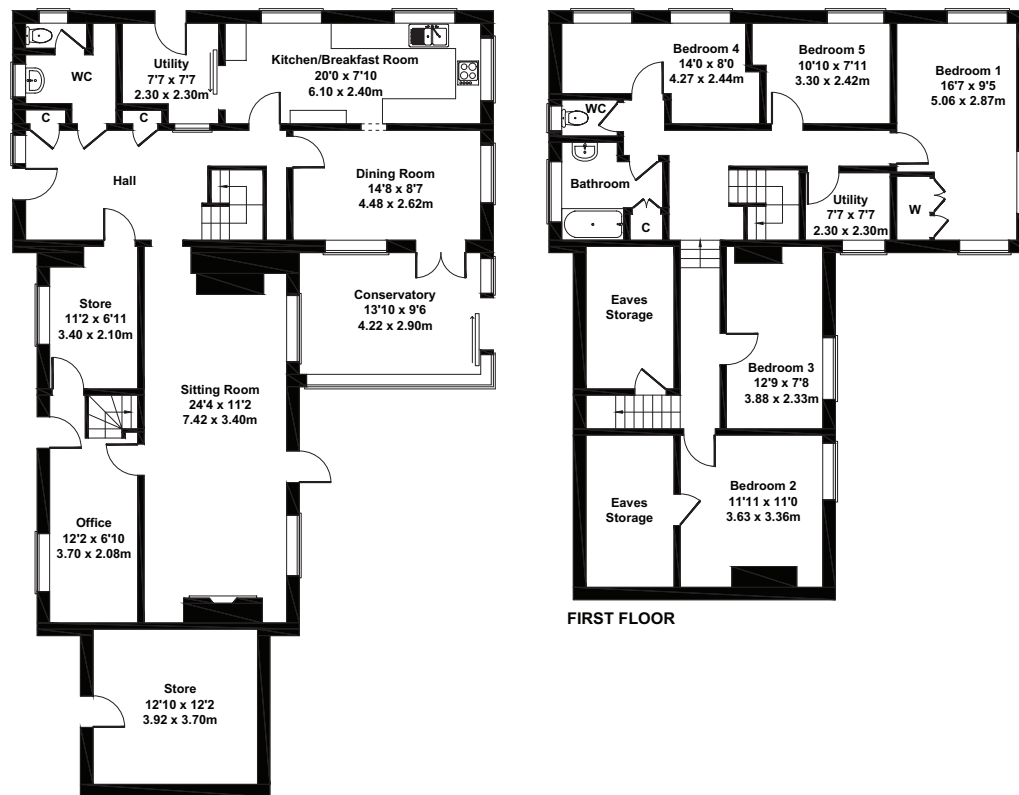 WC
Utility
7'7 x 7'7
2.30 x 2.30m
Kitchen/Breakfast Room
20'0 x 7'10
6.10 x 2.40m
C
C
Hall
Dining Room
14'8 x 8'7
4.48 x 2.62m
Store
11'2 x 6'11
3.40 x 2.10m
Conservatory
13'10 x 9'6
4.22 x 2.90m
Sitting Room
24'4 x 11'2
7.42 x 3.40m
Office
12'2 x 6'10
3.70 x 2.08m
Store
12'10 x 12'2
3.92 x 3.70m
Bedroom 4
14'0 x 8'0
4.27 x 2.44m
Bedroom 5
10'10 x 7'11
3.30 x 2.42m
Bedroom 1
16'7 x 9'5
5.06 x 2.87m
WC
Bathroom
C
Utility
7'7 x 7'7
2.30 x 2.30m
W
Eaves
Storage
Bedroom 3
12'9 x 7'8
3.88 x 2.33m
Bedroom 2
11'11 x 11'0
3.63 x 3.36m
Eaves
Storage
FIRST FLOOR